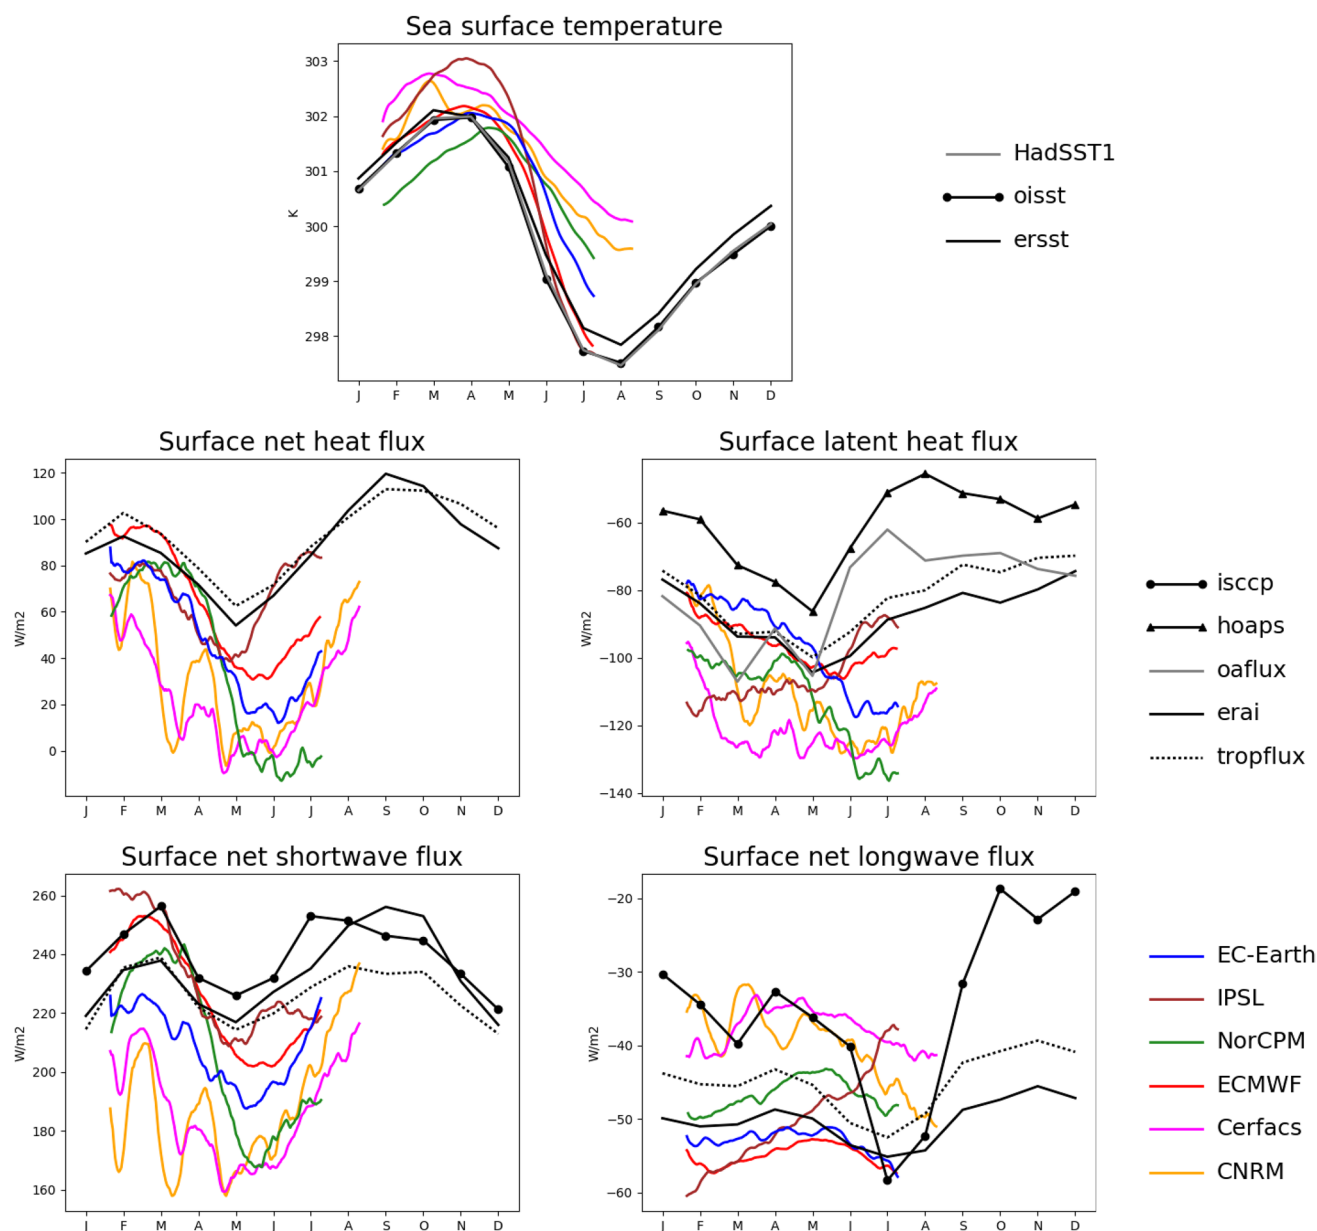 Sea surface temperature
303
302
301
300
299
298
K
J F M A M J J A S O N D
HadSST1
oisst
ersst
Surface net heat flux
120
100
80
60
40
20
0
W/m2
J F M A M J J A S O N D
Surface latent heat flux
−60
−80
−100
−120
−140
W/m2
J F M A M J J A S O N D
isccp
hoaps
oaflux
erai
tropflux
Surface net shortwave flux
260
240
220
200
180
160
W/m2
J F M A M J J A S O N D
Surface net longwave flux
−20
−30
−40
−50
−60
W/m2
J F M A M J J A S O N D
EC-Earth
IPSL
NorCPM
ECMWF
Cerfacs
CNRM